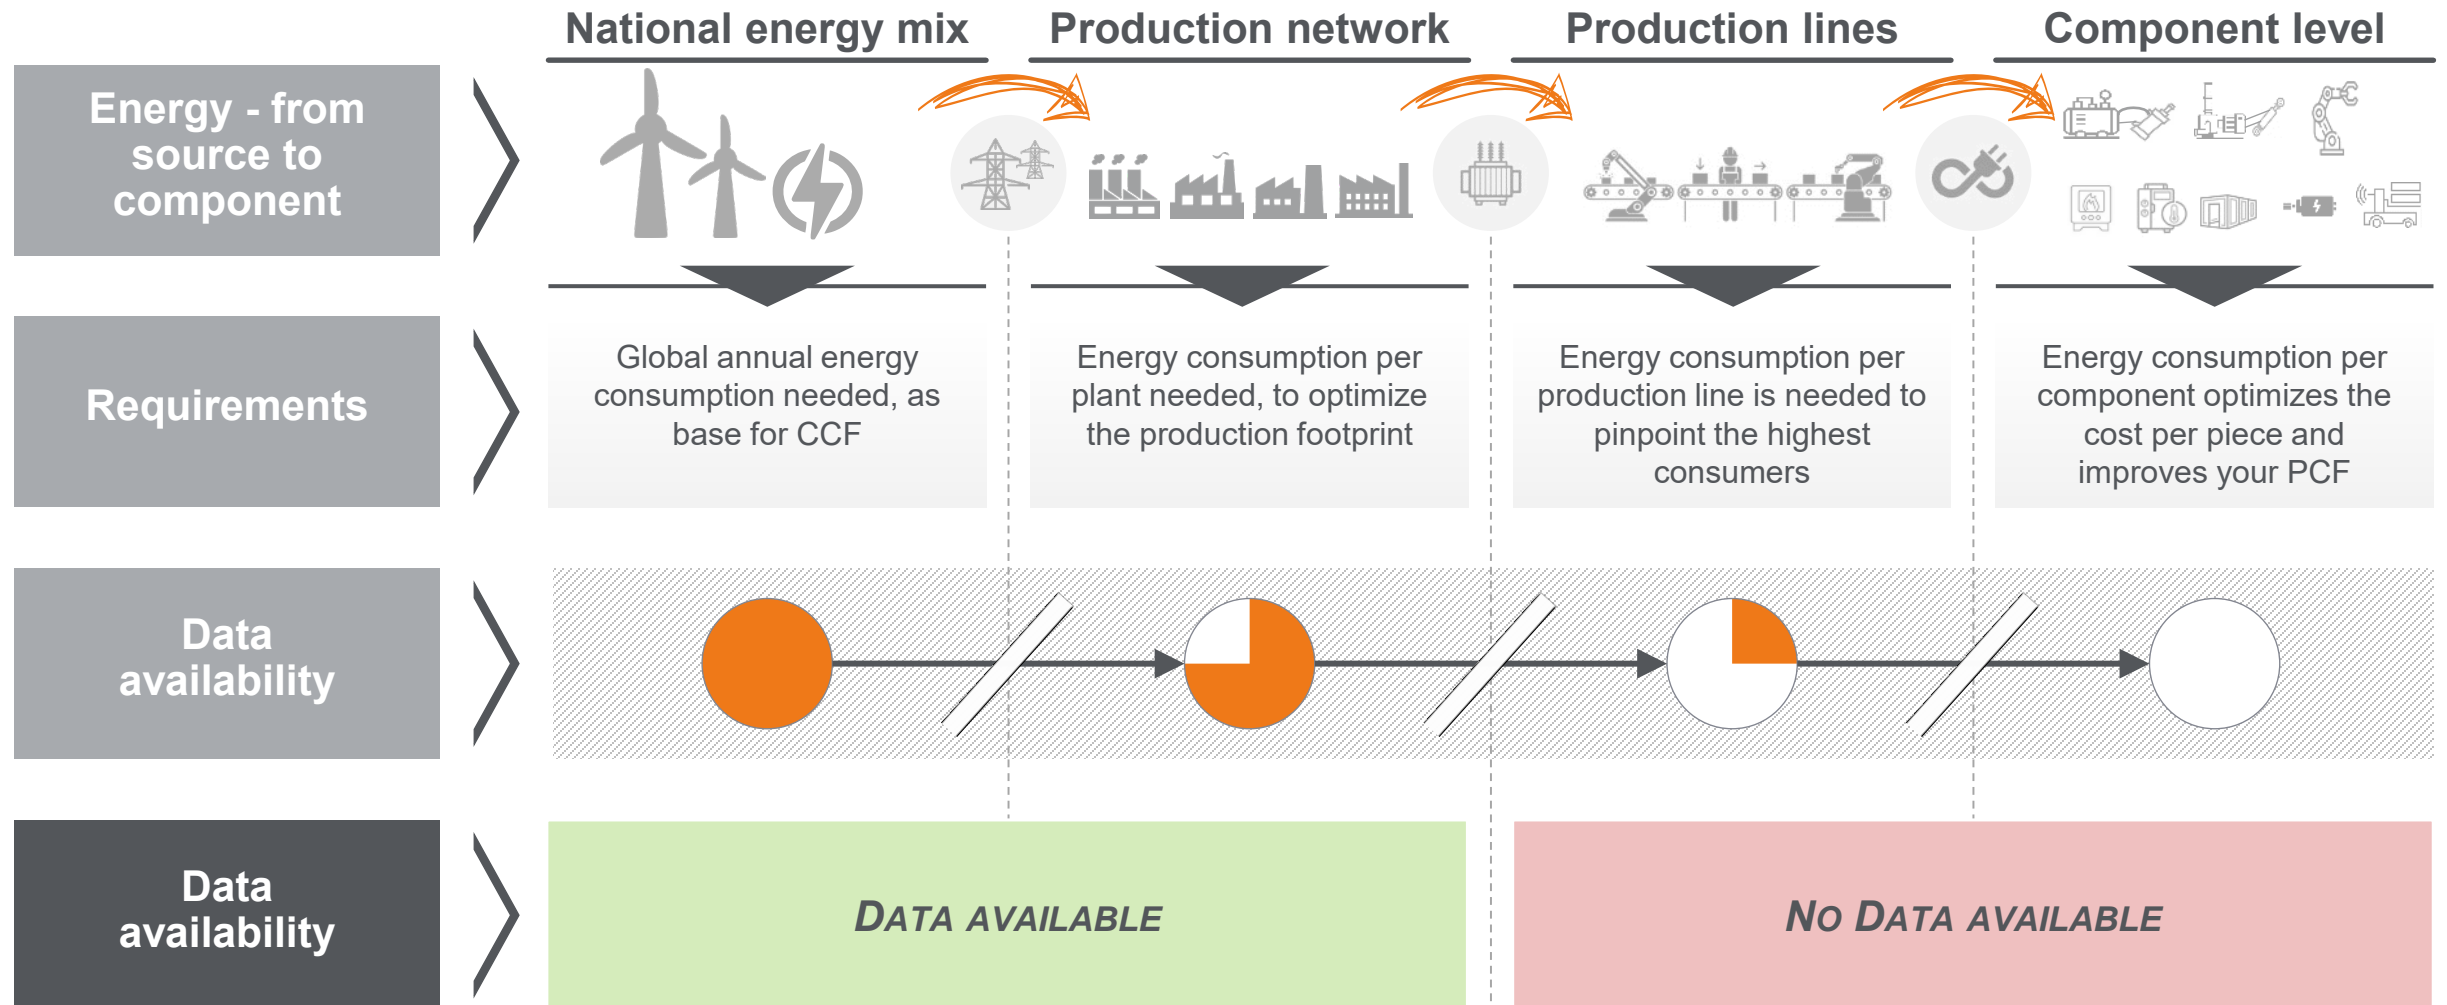 National energy mix
Production network
Production lines
Component level
Energy - from
source to
component
Requirements
Global annual energy
consumption needed, as
base for CCF
Energy consumption per
plant needed, to optimize
the production footprint
Energy consumption per
production line is needed to
pinpoint the highest
consumers
Energy consumption per
component optimizes the
cost per piece and
improves your PCF
Data
availability
Data
availability
DATA AVAILABLE
NO DATA AVAILABLE